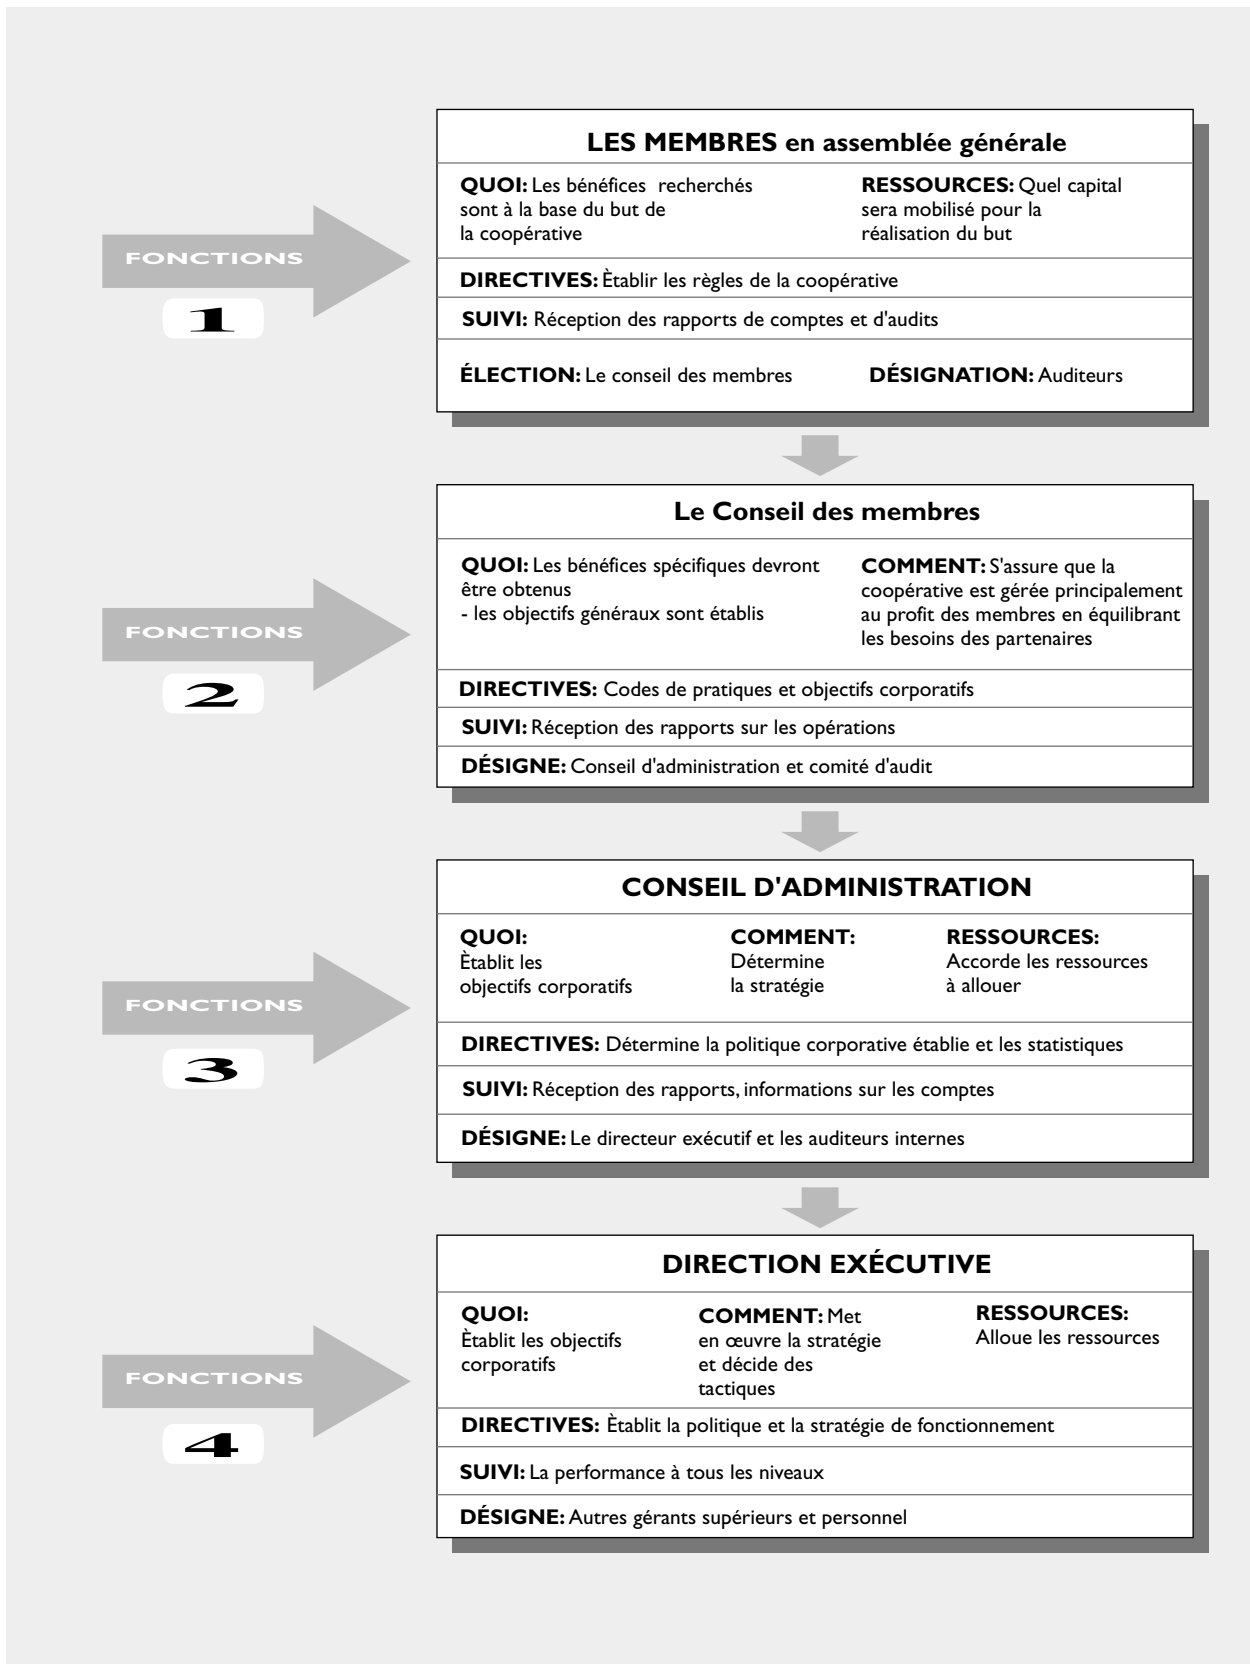 LES MEMBRES en assemblée générale
QUOI: Les bénéfices recherchés
sont à la base du but de
la coopérative
RESSOURCES: Quel capital
sera mobilisé pour la
réalisation du but
FONCTIONS
1
DIRECTIVES: Ètablir les règles de la coopérative
SUIVI: Réception des rapports de comptes et d'audits
ÉLECTION: Le conseil des membres
DÉSIGNATION: Auditeurs
Le Conseil des membres
QUOI: Les bénéfices spécifiques devront
être obtenus
- les objectifs généraux sont établis
COMMENT: S'assure que la
coopérative est gérée principalement
au profit des membres en équilibrant
les besoins des partenaires
FONCTIONS
2
DIRECTIVES: Codes de pratiques et objectifs corporatifs
SUIVI: Réception des rapports sur les opérations
DÉSIGNE: Conseil d'administration et comité d'audit
CONSEIL D'ADMINISTRATION
QUOI:
Ètablit les
objectifs corporatifs
COMMENT:
Détermine
la stratégie
RESSOURCES:
Accorde les ressources
à allouer
FONCTIONS
3
DIRECTIVES: Détermine la politique corporative établie et les statistiques
SUIVI: Réception des rapports, informations sur les comptes
DÉSIGNE: Le directeur exécutif et les auditeurs internes
DIRECTION EXÉCUTIVE
QUOI:
Ètablit les objectifs
corporatifs
COMMENT: Met
en œuvre la stratégie
et décide des
tactiques
RESSOURCES:
Alloue les ressources
FONCTIONS
4
DIRECTIVES: Ètablit la politique et la stratégie de fonctionnement
SUIVI: La performance à tous les niveaux
DÉSIGNE: Autres gérants supérieurs et personnel